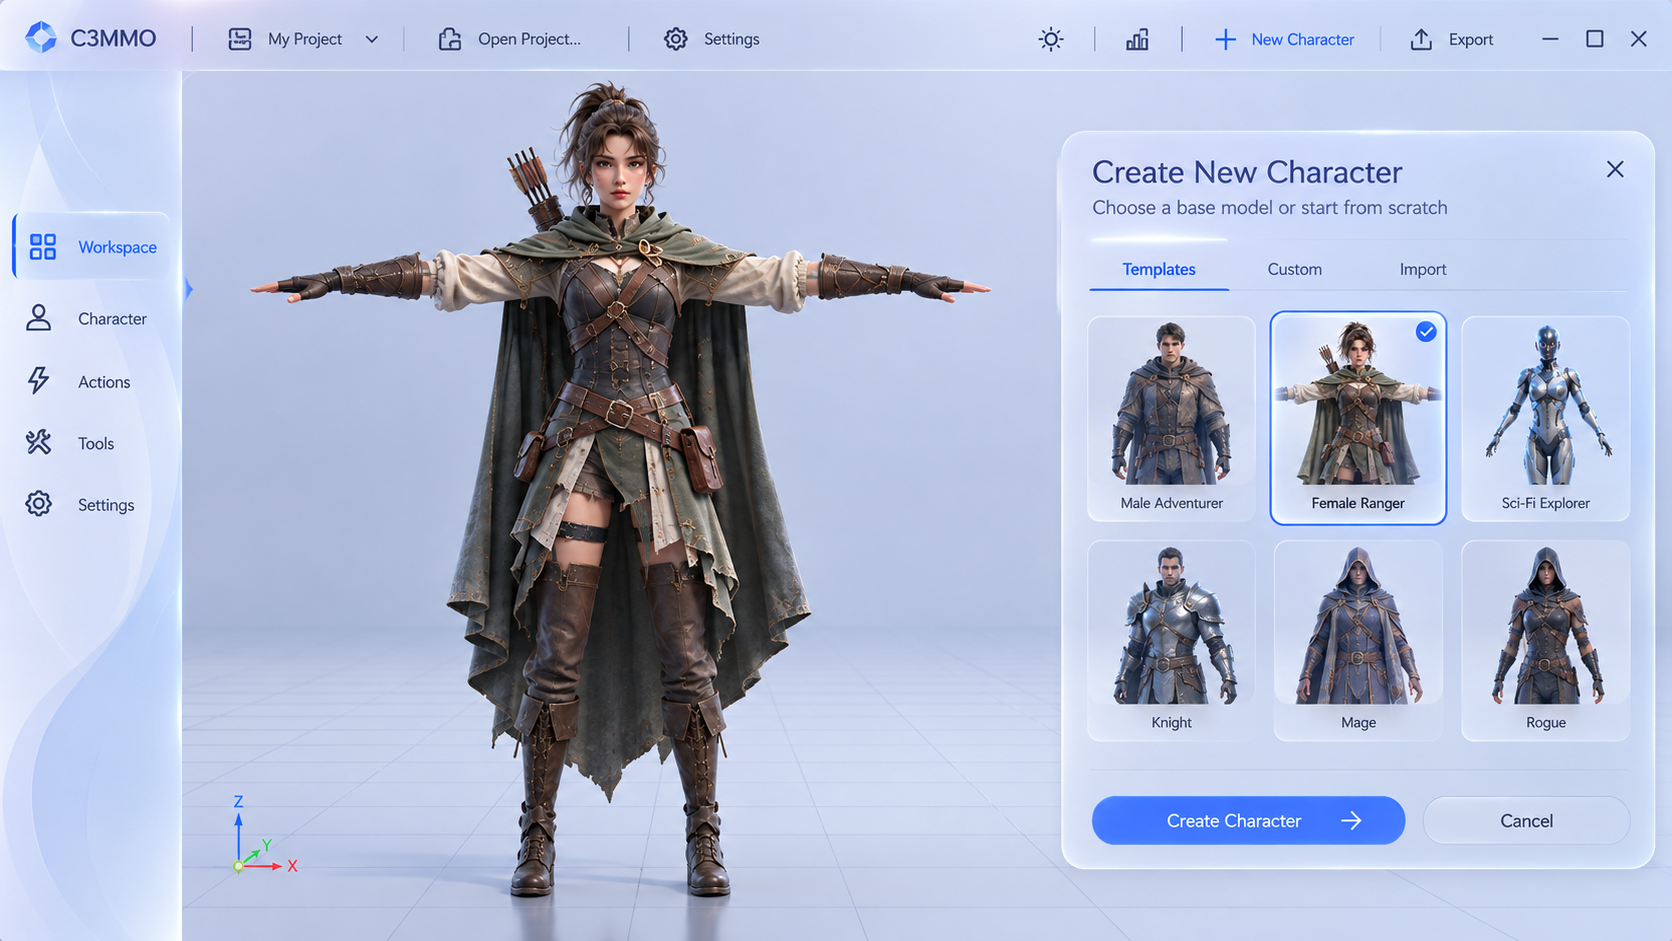 C3MMO
My Project
Open Project...
Settings
New Character
Export
Workspace
Character
Actions
Tools
Settings
Create New Character
Choose a base model or start from scratch
Templates
Custom
Import
Male Adventurer
Female Ranger
Sci-Fi Explorer
Knight
Mage
Rogue
Create Character
Cancel
Z
Y
X